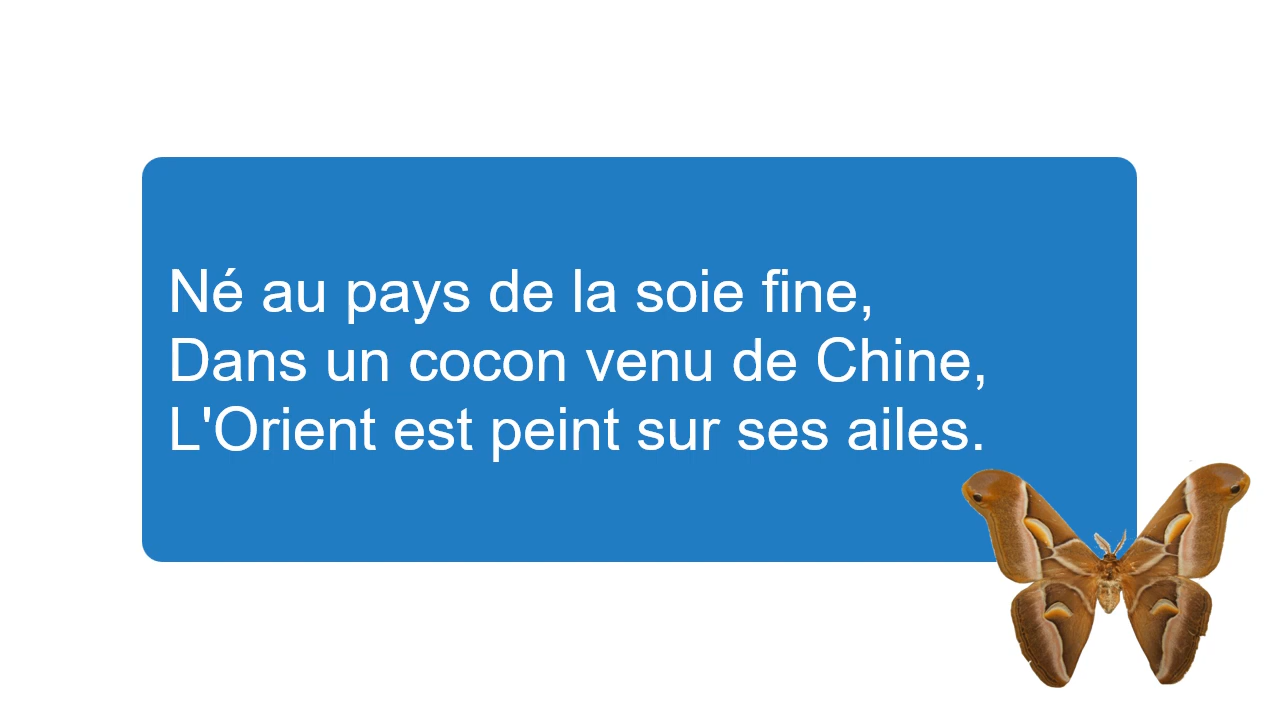 Né au pays de la soie fine,
Dans un cocon venu de Chine,
L'Orient est peint sur ses ailes.